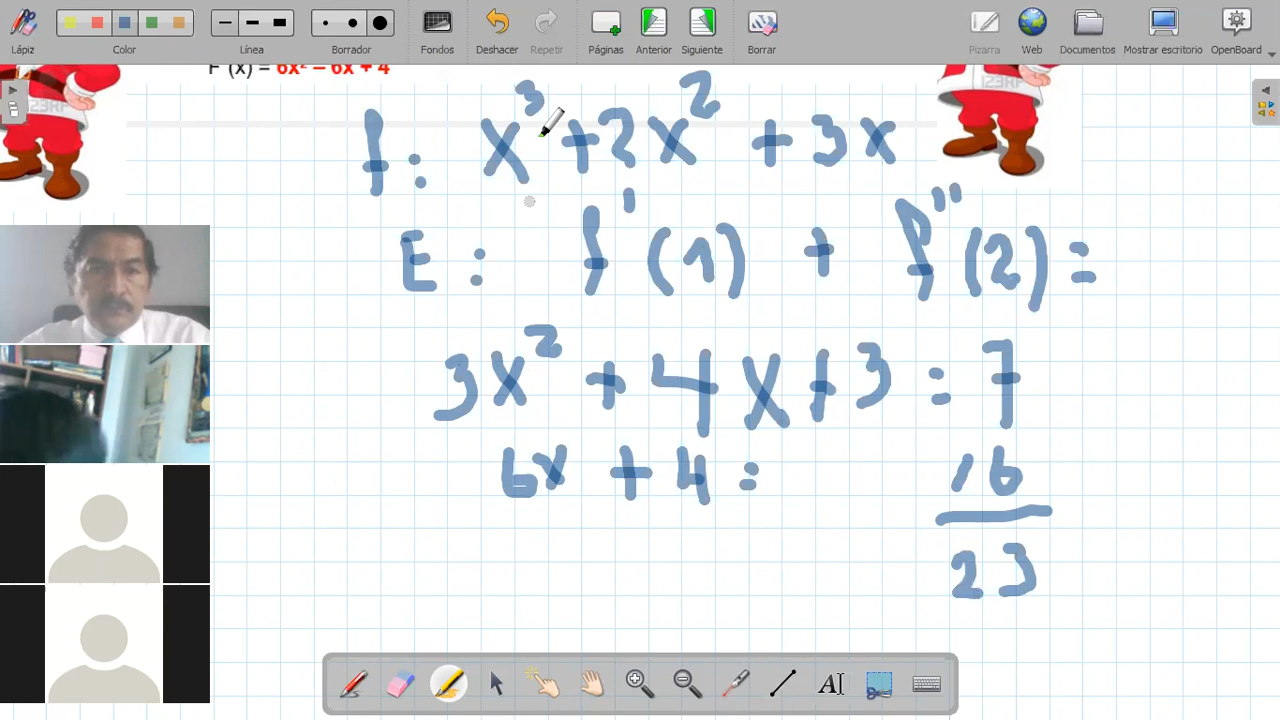 Lápiz Color Línea Borrador Fondos Deshacer Repetir Páginas Anterior Siguiente Borrar Pizarra Web Documentos Mostrar escritorio OpenBoard
F'(x) = 6x² – 6x + 4
123RF 123RF
f: x³ + 2x² + 3x
E: f'(1) + f''(2) =
3x² + 4x + 3 = 7
6x + 4 =
16
23
AI